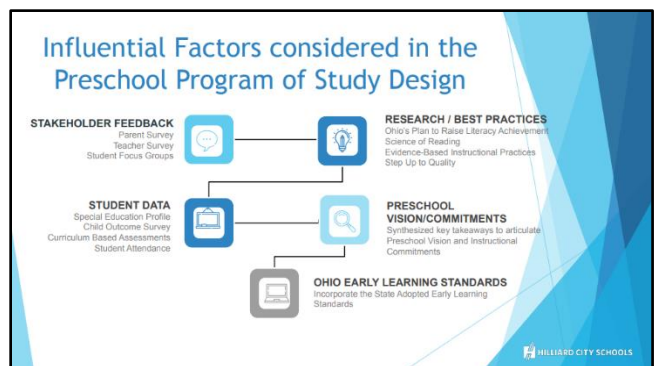 Influential Factors considered in the
Preschool Program of Study Design
STAKEHOLDER FEEDBACK
Parent Survey
Teacher Survey
Student Focus Groups
RESEARCH / BEST PRACTICES
Ohio's Plan to Raise Literacy Achievement
Science of Reading
Evidence-Based Instructional Practices
Step Up to Quality
STUDENT DATA
Special Education Profile
Child Outcome Survey
Curriculum Based Assessments
Student Attendance
PRESCHOOL
VISION/COMMITMENTS
Synthesized key takeaways to articulate
Preschool Vision and Instructional
Commitments
OHIO EARLY LEARNING STANDARDS
Incorporate the State Adopted Early Learning
Standards
HILLIARD CITY SCHOOLS